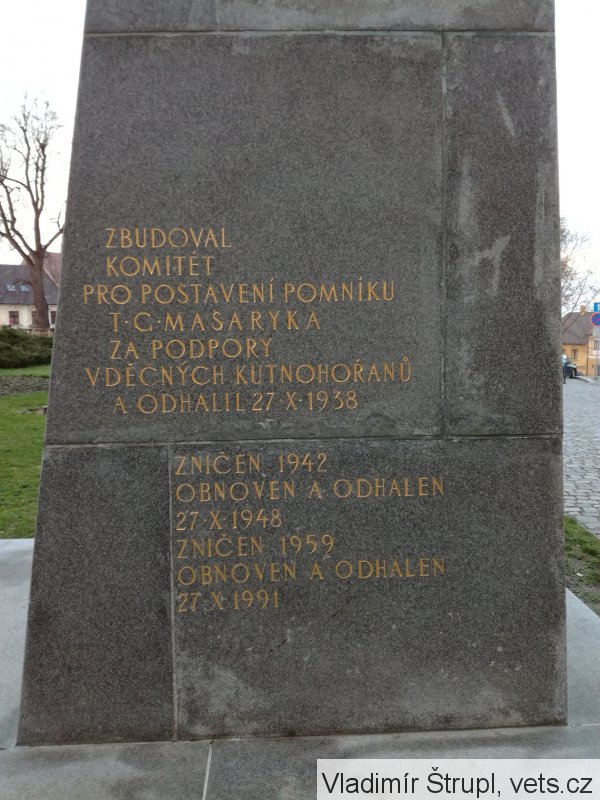 ZBUDOVAL
KOMITÉT
PRO POSTAVENÍ POMNÍKU
T·G·MASARYKA
ZA PODPORY
VDĚČNÝCH KUTNOHOŘANŮ
A ODHALIL 27·X·1938
ZNIČEN 1942
OBNOVEN A ODHALEN
27·X·1948
ZNIČEN 1959
OBNOVEN A ODHALEN
27·X·1991
Vladimír Štrupl, vets.cz